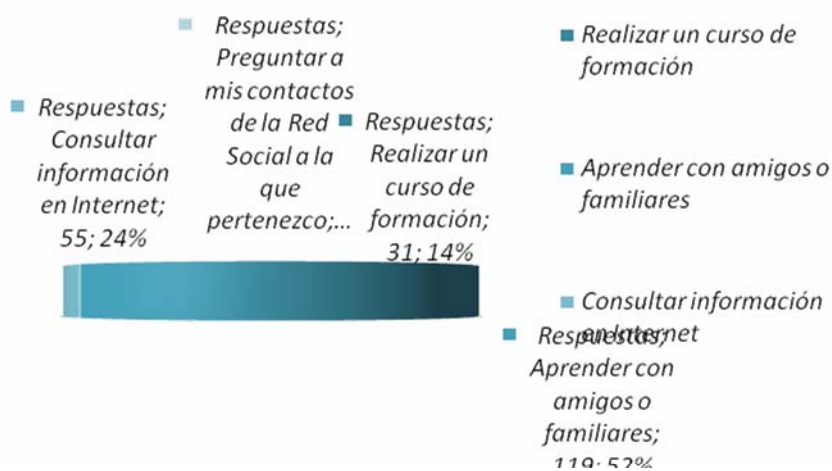 Respuestas;
Preguntar a
mis contactos
de la Red
Social a la
que
pertenezco;...
Respuestas;
Consultar
información
en Internet;
55; 24%
Respuestas;
Realizar un
curso de
formación;
31; 14%
Realizar un curso de
formación
Aprender con amigos o
familiares
Consultar información
en Internet
Respuestas;
Aprender con
amigos o
familiares;
119; 52%